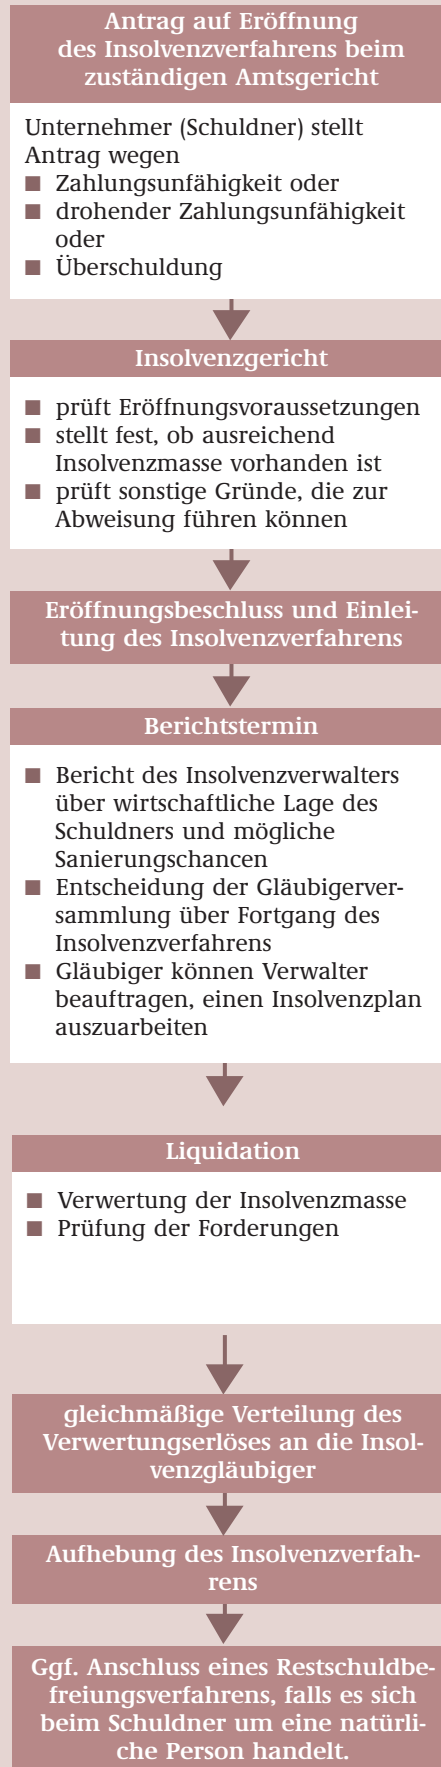 Antrag auf Eröffnung
des Insolvenzverfahrens beim
zuständigen Amtsgericht
Unternehmer (Schuldner) stellt
Antrag wegen
■ Zahlungsunfähigkeit oder
■ drohender Zahlungsunfähigkeit
oder
■ Überschuldung
Insolvenzgericht
■ prüft Eröffnungsvoraussetzungen
■ stellt fest, ob ausreichend
Insolvenzmasse vorhanden ist
■ prüft sonstige Gründe, die zur
Abweisung führen können
Eröffnungsbeschluss und Einlei-
tung des Insolvenzverfahrens
Berichtstermin
■ Bericht des Insolvenzverwalters
über wirtschaftliche Lage des
Schuldners und mögliche
Sanierungschancen
■ Entscheidung der Gläubigerver-
sammlung über Fortgang des
Insolvenzverfahrens
■ Gläubiger können Verwalter
beauftragen, einen Insolvenzplan
auszuarbeiten
Liquidation
■ Verwertung der Insolvenzmasse
■ Prüfung der Forderungen
gleichmäßige Verteilung des
Verwertungserlöses an die Insol-
venzgläubiger
Aufhebung des Insolvenzverfah-
rens
Ggf. Anschluss eines Restschuldbe-
freiungsverfahrens, falls es sich
beim Schuldner um eine natürli-
che Person handelt.